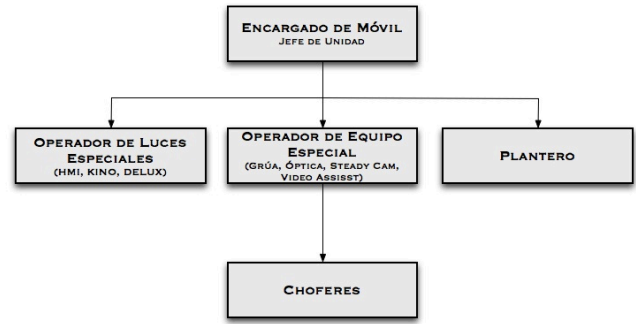 ENCARGADO DE MÓVIL
JEFE DE UNIDAD
OPERADOR DE LUCES
ESPECIALES
(HMI, KINO, DELUX)
OPERADOR DE EQUIPO
ESPECIAL
(GRÚA, ÓPTICA, STEADY CAM,
VIDEO ASSISST)
PLANTERO
CHOFERES